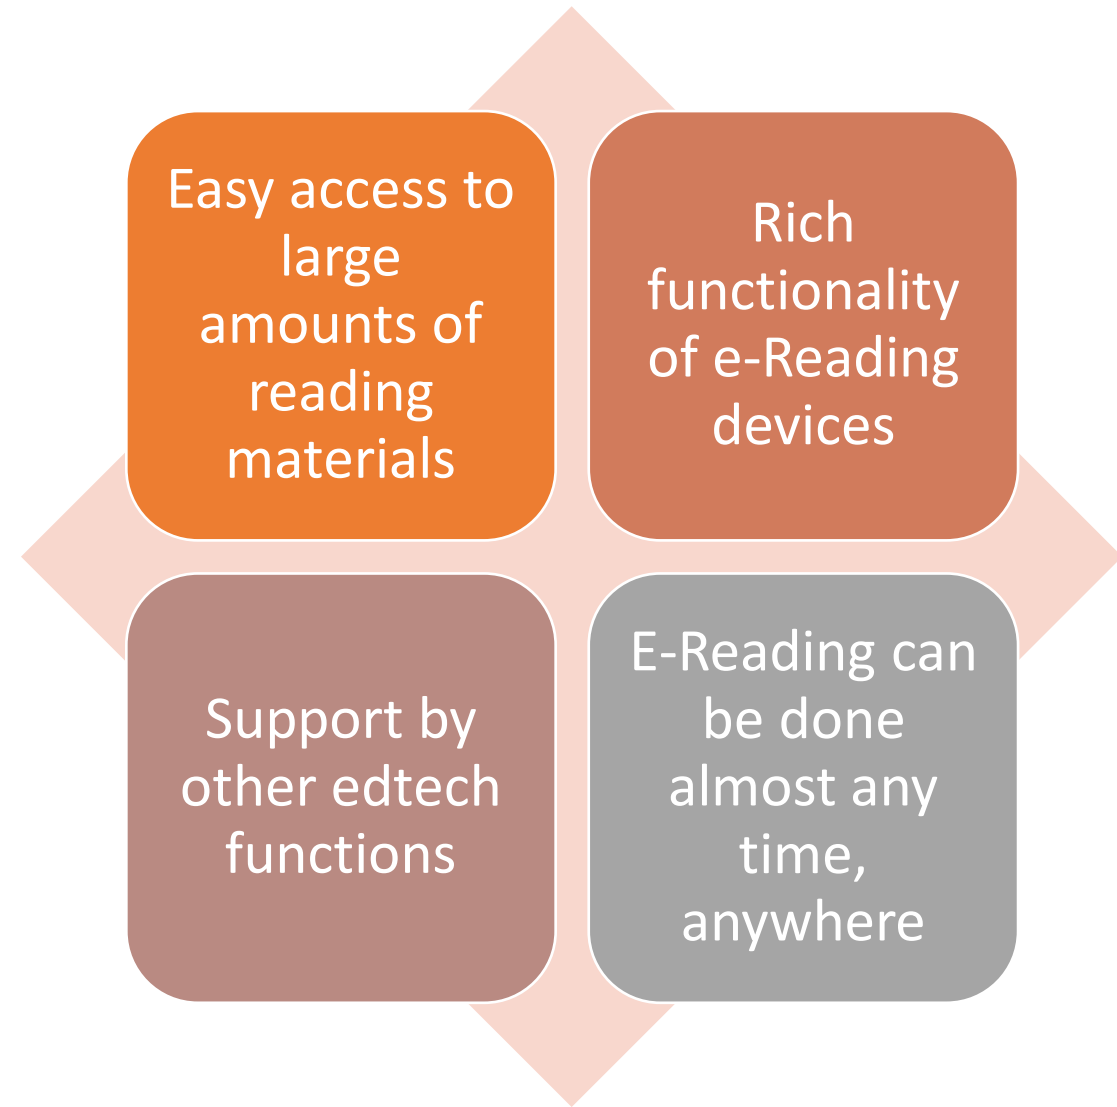 Easy access to
large
amounts of
reading
materials
Rich
functionality
of e-Reading
devices
Support by
other edtech
functions
E-Reading can
be done
almost any
time,
anywhere